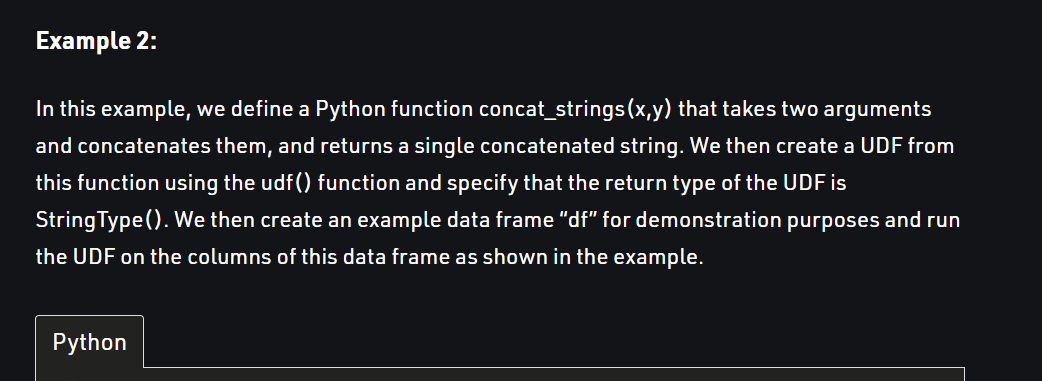 Example 2:
In this example, we define a Python function concat_strings(x,y) that takes two arguments
and concatenates them, and returns a single concatenated string. We then create a UDF from
this function using the udf() function and specify that the return type of the UDF is
StringType(). We then create an example data frame “df” for demonstration purposes and run
the UDF on the columns of this data frame as shown in the example.
Python